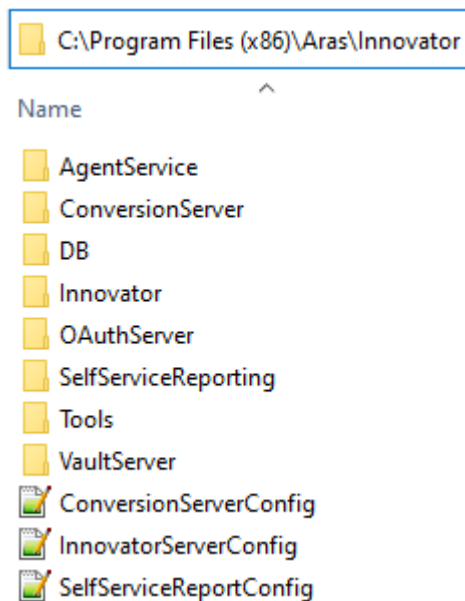 C:\Program Files (x86)\Aras\Innovator
Name
AgentService
ConversionServer
DB
Innovator
OAuthServer
SelfServiceReporting
Tools
VaultServer
ConversionServerConfig
InnovatorServerConfig
SelfServiceReportConfig